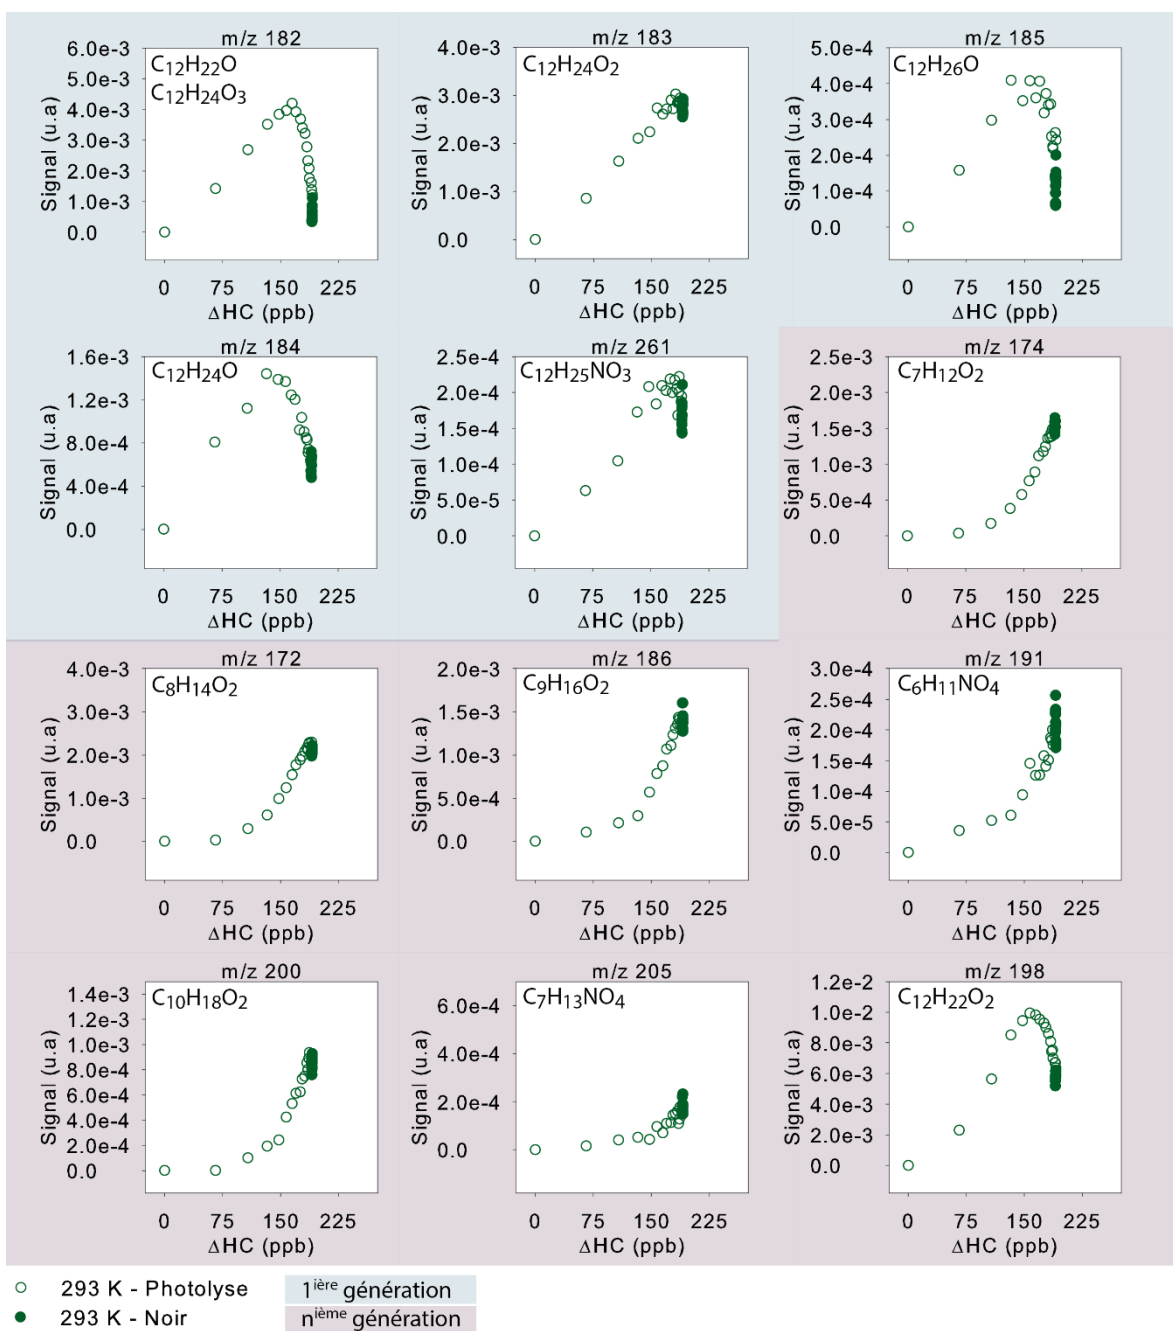 m/z 182
C12H22O
C12H24O3
Signal (u.a)
6.0e-3
5.0e-3
4.0e-3
3.0e-3
2.0e-3
1.0e-3
0.0
0 75 150 225
ΔHC (ppb)
m/z 183
C12H24O2
Signal (u.a)
4.0e-3
3.0e-3
2.0e-3
1.0e-3
0.0
0 75 150 225
ΔHC (ppb)
m/z 185
C12H26O
Signal (u.a)
5.0e-4
4.0e-4
3.0e-4
2.0e-4
1.0e-4
0.0
0 75 150 225
ΔHC (ppb)
m/z 184
C12H24O
Signal (u.a)
1.6e-3
1.2e-3
8.0e-4
4.0e-4
0.0
0 75 150 225
ΔHC (ppb)
m/z 261
C12H25NO3
Signal (u.a)
2.5e-4
2.0e-4
1.5e-4
1.0e-4
5.0e-5
0.0
0 75 150 225
ΔHC (ppb)
m/z 174
C7H12O2
Signal (u.a)
2.5e-3
2.0e-3
1.5e-3
1.0e-3
5.0e-4
0.0
0 75 150 225
ΔHC (ppb)
m/z 172
C8H14O2
Signal (u.a)
4.0e-3
3.0e-3
2.0e-3
1.0e-3
0.0
0 75 150 225
ΔHC (ppb)
m/z 186
C9H16O2
Signal (u.a)
2.0e-3
1.5e-3
1.0e-3
5.0e-4
0.0
0 75 150 225
ΔHC (ppb)
m/z 191
C6H11NO4
Signal (u.a)
3.0e-4
2.5e-4
2.0e-4
1.5e-4
1.0e-4
5.0e-5
0.0
0 75 150 225
ΔHC (ppb)
m/z 200
C10H18O2
Signal (u.a)
1.4e-3
1.2e-3
1.0e-3
8.0e-4
6.0e-4
4.0e-4
2.0e-4
0.0
0 75 150 225
ΔHC (ppb)
m/z 205
C7H13NO4
Signal (u.a)
6.0e-4
4.0e-4
2.0e-4
0.0
0 75 150 225
ΔHC (ppb)
m/z 198
C12H22O2
Signal (u.a)
1.2e-2
1.0e-2
8.0e-3
6.0e-3
4.0e-3
2.0e-3
0.0
0 75 150 225
ΔHC (ppb)
293 K - Photolyse
1ière génération
293 K - Noir
nième génération